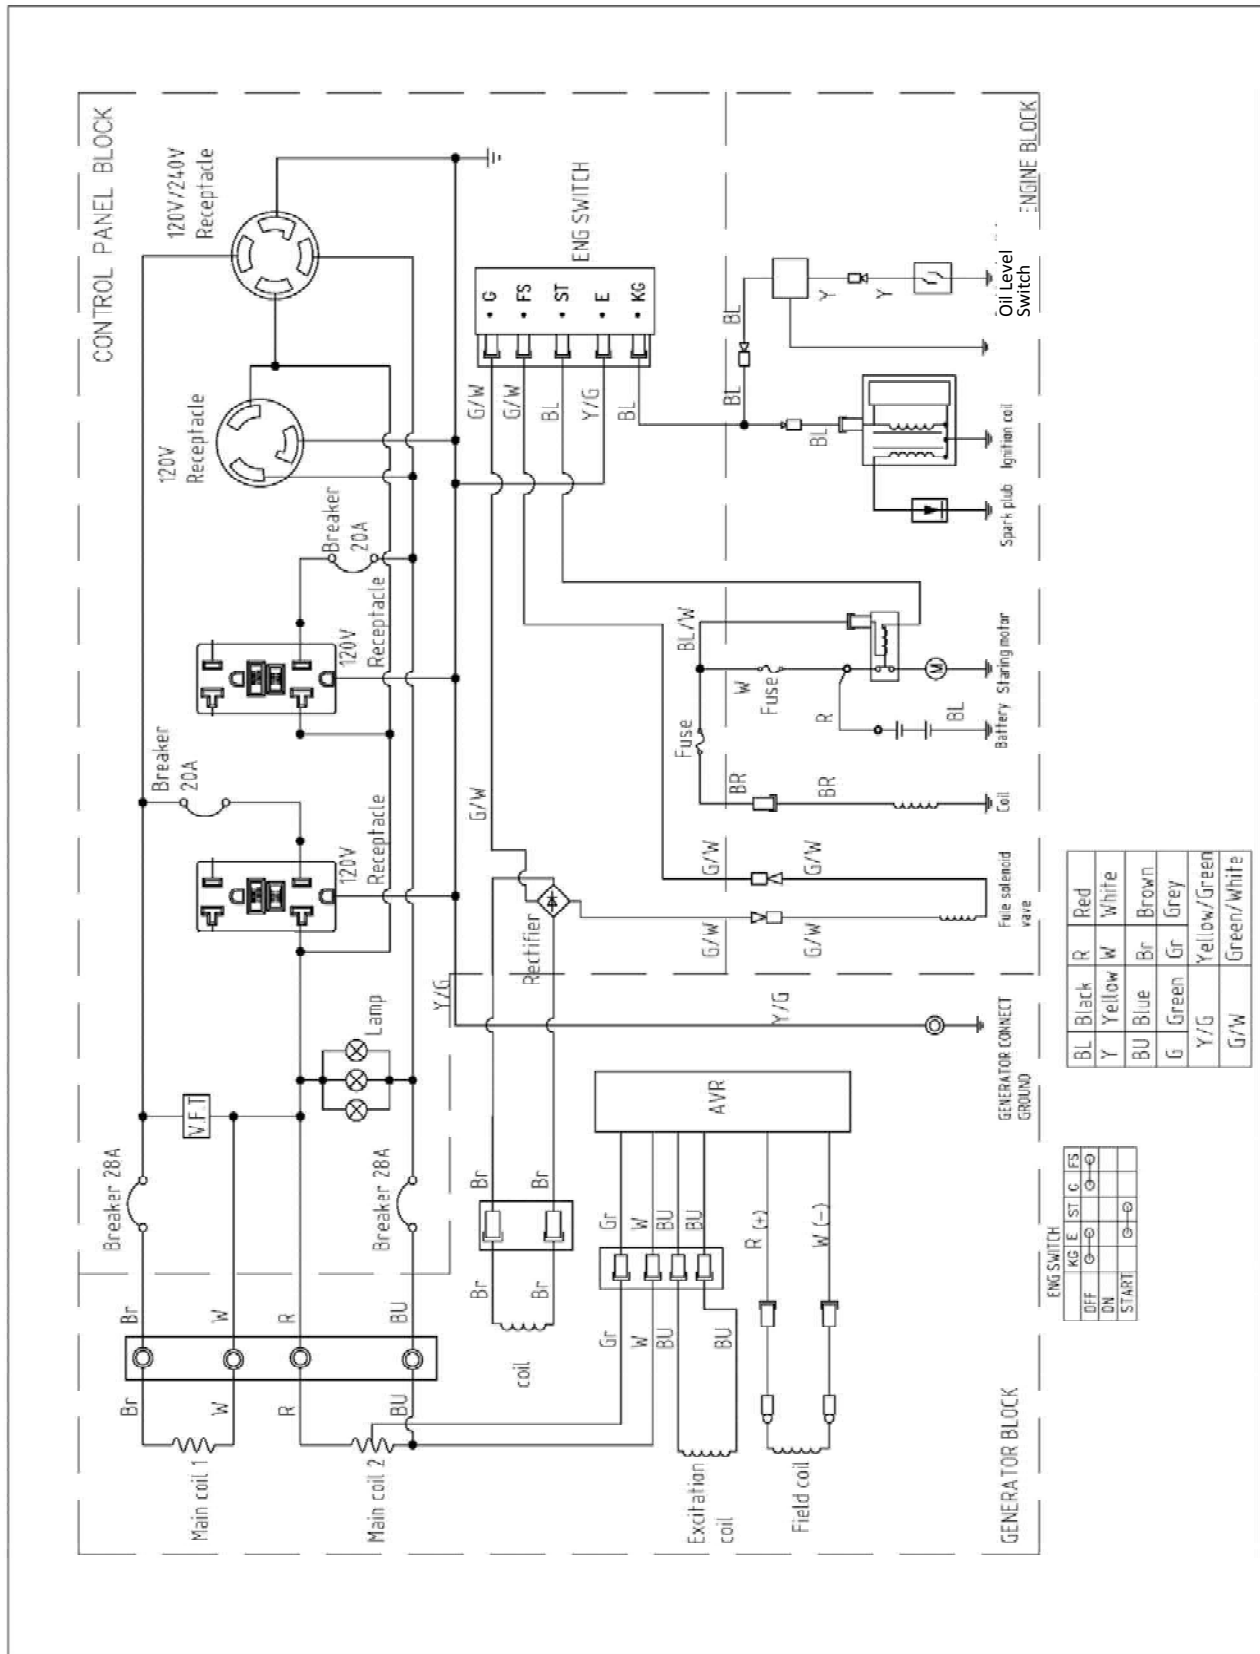 CONTROL PANEL BLOCK
120V/240V
Receptacle
120V
Receptacle
Breaker
20A
120V
Receptacle
Breaker
20A
120V
Receptacle
Lamp
V.F.T
Breaker 28A
Breaker 28A
Y/G
ENG SWITCH
G
FS
ST
E
KG
G/W
G/W
BL
Y/G
BL
ENGINE BLOCK
Oil Level
Switch
BL
BL
Y
Y
BL
Ignition coil
Spark plub
BL/W
W
Fuse
Fuse
R
BL
Staring motor
Battery
BR
BR
Coil
G/W
G/W
G/W
G/W
G/W
Fule solenoid
vave
Rectifier
Y/G
GENERATOR CONNECT
GROUND
AVR
Br
Br
Br
Br
coil
Gr
W
BU
BU
R (+)
W (-)
Gr
W
BU
BU
Br
W
R
BU
Br
W
R
BU
Main coil 1
Main coil 2
Excitation
coil
Field coil
GENERATOR BLOCK
ENG SWITCH
KG E ST G FS
OFF
ON
START
BL Black R Red
Y Yellow W White
BU Blue Br Brown
G Green Gr Grey
Y/G Yellow/Green
G/W Green/White